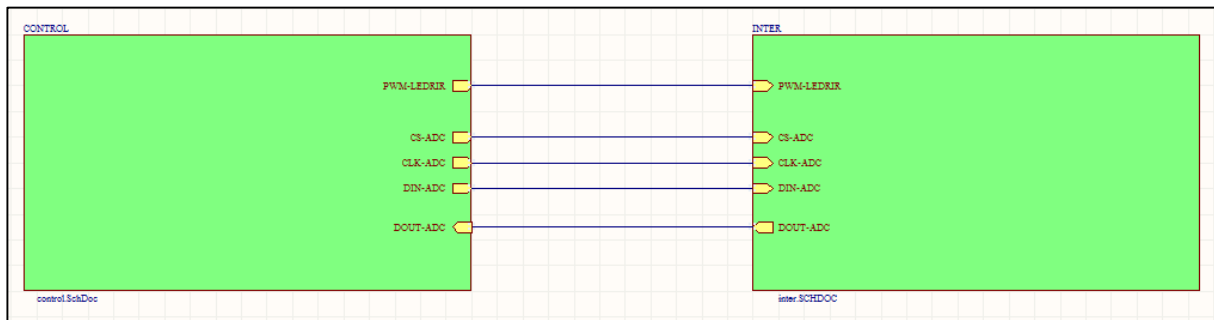 CONTROL
INTER
PWM-LEDRIR
PWM-LEDRIR
CS-ADC
CS-ADC
CLK-ADC
CLK-ADC
DIN-ADC
DIN-ADC
DOUT-ADC
DOUT-ADC
control.SchDoc
inter.SCHDOC